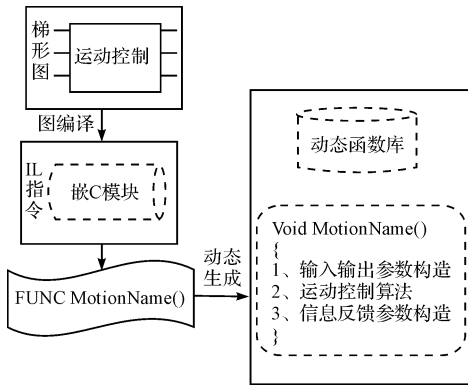 梯形图
运动控制
图编译
IL指令
嵌C模块
FUNC MotionName()
动态生成
动态函数库
Void MotionName()
{
1、输入输出参数构造
2、运动控制算法
3、信息反馈参数构造
}